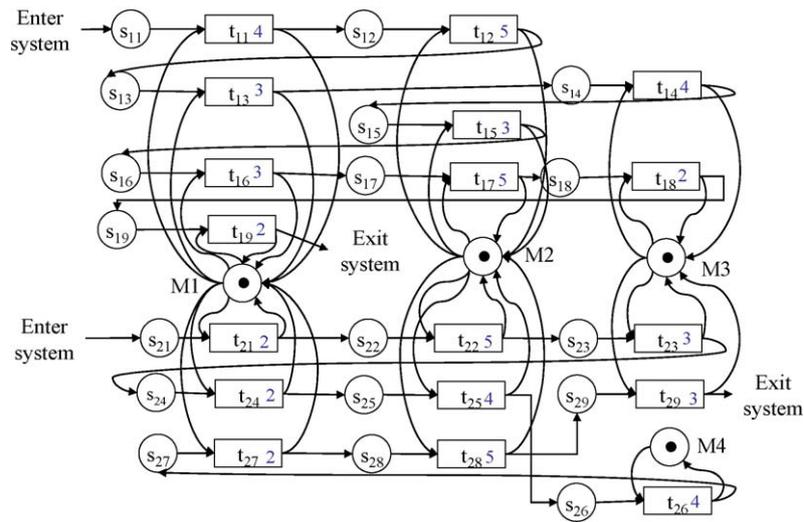 Enter
system
s11
t11 4
s12
t12 5
s13
t13 3
s14
t14 4
s15
t15 3
s16
t16 3
s17
t17 5
s18
t18 2
s19
t19 2
Exit
system
M1
M2
M3
Enter
system
s21
t21 2
s22
t22 5
s23
t23 3
s24
t24 2
s25
t25 4
s29
t29 3
Exit
system
s27
t27 2
s28
t28 5
M4
s26
t26 4